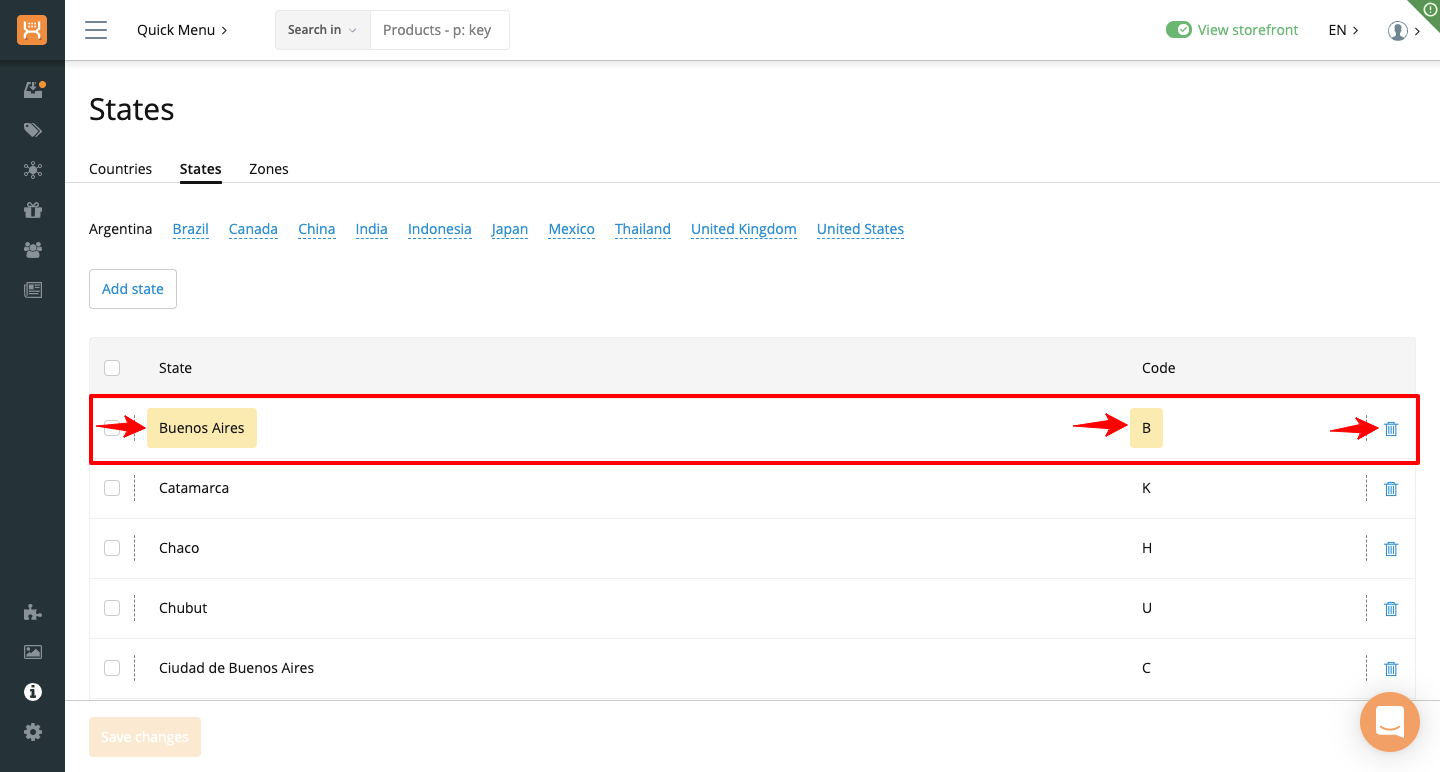 Quick Menu
Search in
Products - p: key
View storefront
EN
States
Countries States Zones
Argentina Brazil Canada China India Indonesia Japan Mexico Thailand United Kingdom United States
Add state
State Code
Buenos Aires B
Catamarca K
Chaco H
Chubut U
Ciudad de Buenos Aires C
Save changes